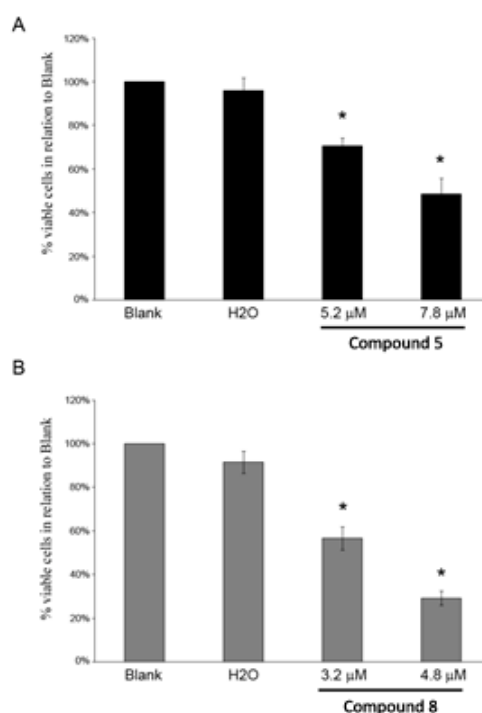 A
% viable cells in relation to Blank
120%
100%
80%
60%
40%
20%
0%
* *
Blank H2O 5.2 µM 7.8 µM
Compound 5
B
% viable cells in relation to Blank
120%
100%
80%
60%
40%
20%
0%
* *
Blank H2O 3.2 µM 4.8 µM
Compound 8